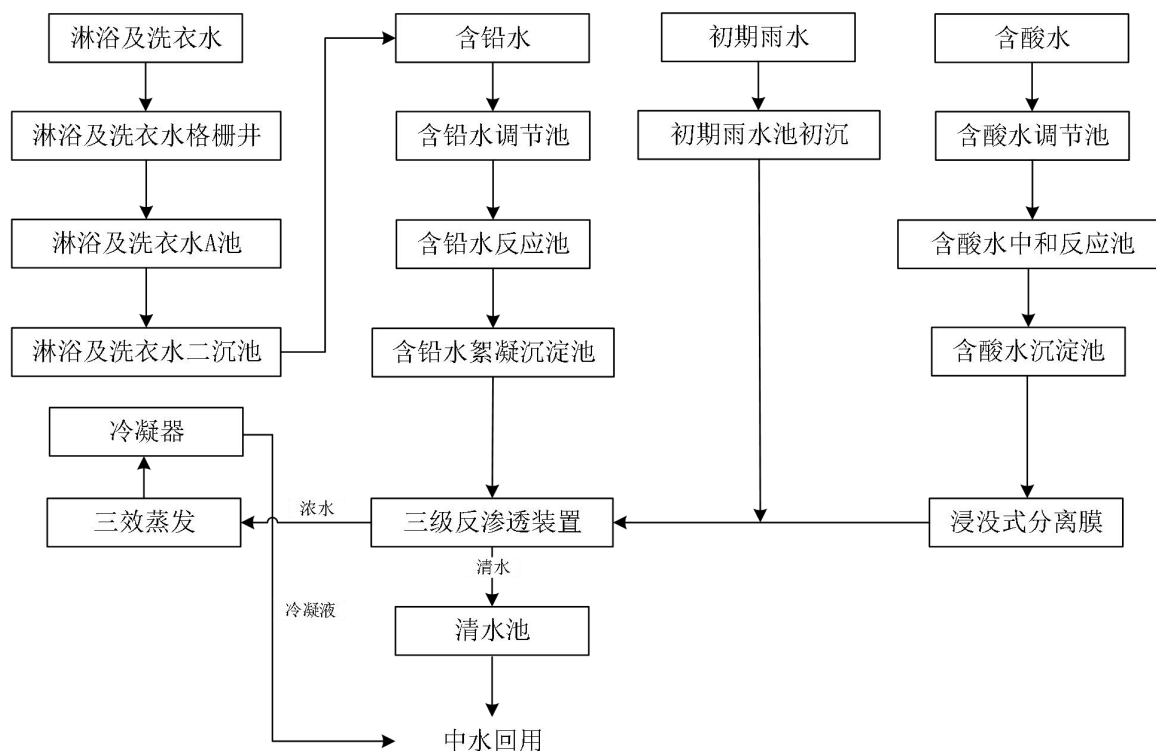 淋浴及洗衣水
含铅水
初期雨水
含酸水
淋浴及洗衣水格栅井
含铅水调节池
初期雨水池初沉
含酸水调节池
淋浴及洗衣水A池
含铅水反应池
含酸水中和反应池
淋浴及洗衣水二沉池
含铅水絮凝沉淀池
含酸水沉淀池
冷凝器
三效蒸发
浓水
三级反渗透装置
浸没式分离膜
清水
冷凝液
清水池
中水回用